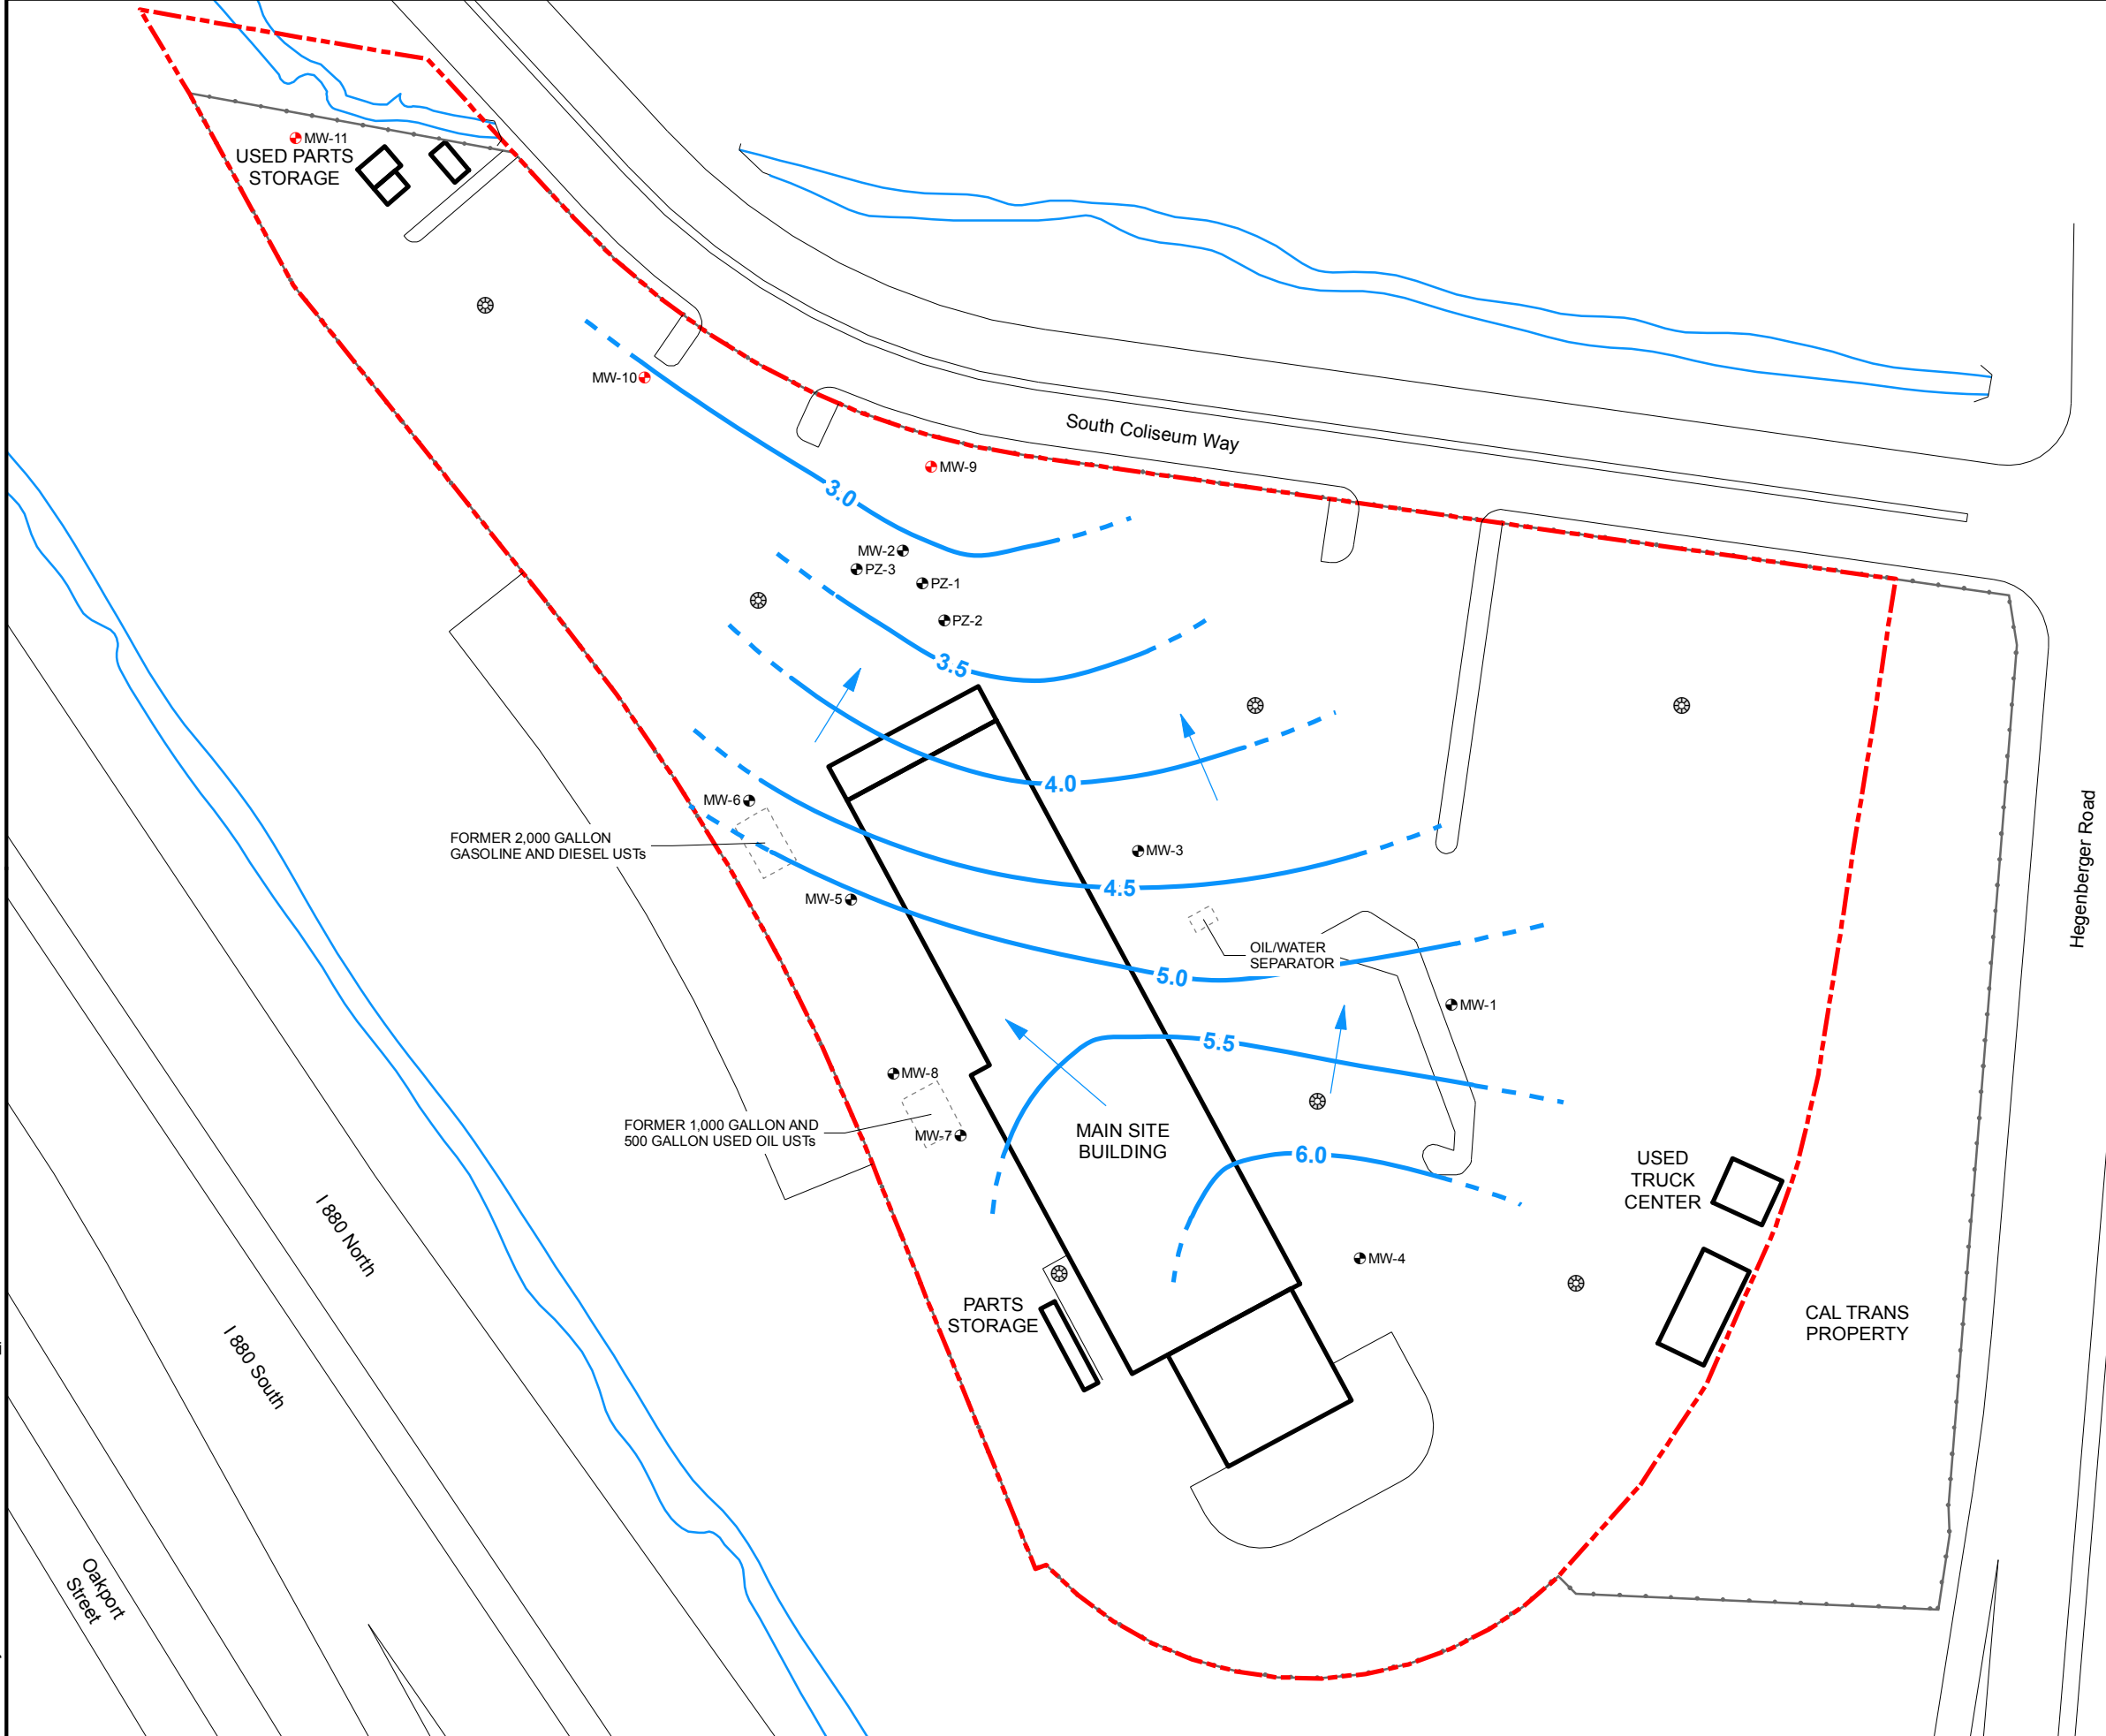 MW-11
USED PARTS
STORAGE
MW-10
South Coliseum Way
MW-9
3.0
MW-2
PZ-3
PZ-1
PZ-2
3.5
4.0
MW-6
FORMER 2,000 GALLON
GASOLINE AND DIESEL USTs
MW-3
4.5
MW-5
OIL/WATER
SEPARATOR
5.0
MW-1
Hegenberger Road
5.5
MW-8
FORMER 1,000 GALLON AND
500 GALLON USED OIL USTs
MW-7
MAIN SITE
BUILDING
6.0
USED
TRUCK
CENTER
I 880 North
MW-4
PARTS
STORAGE
CAL TRANS
PROPERTY
I 880 South
Oakport
Street